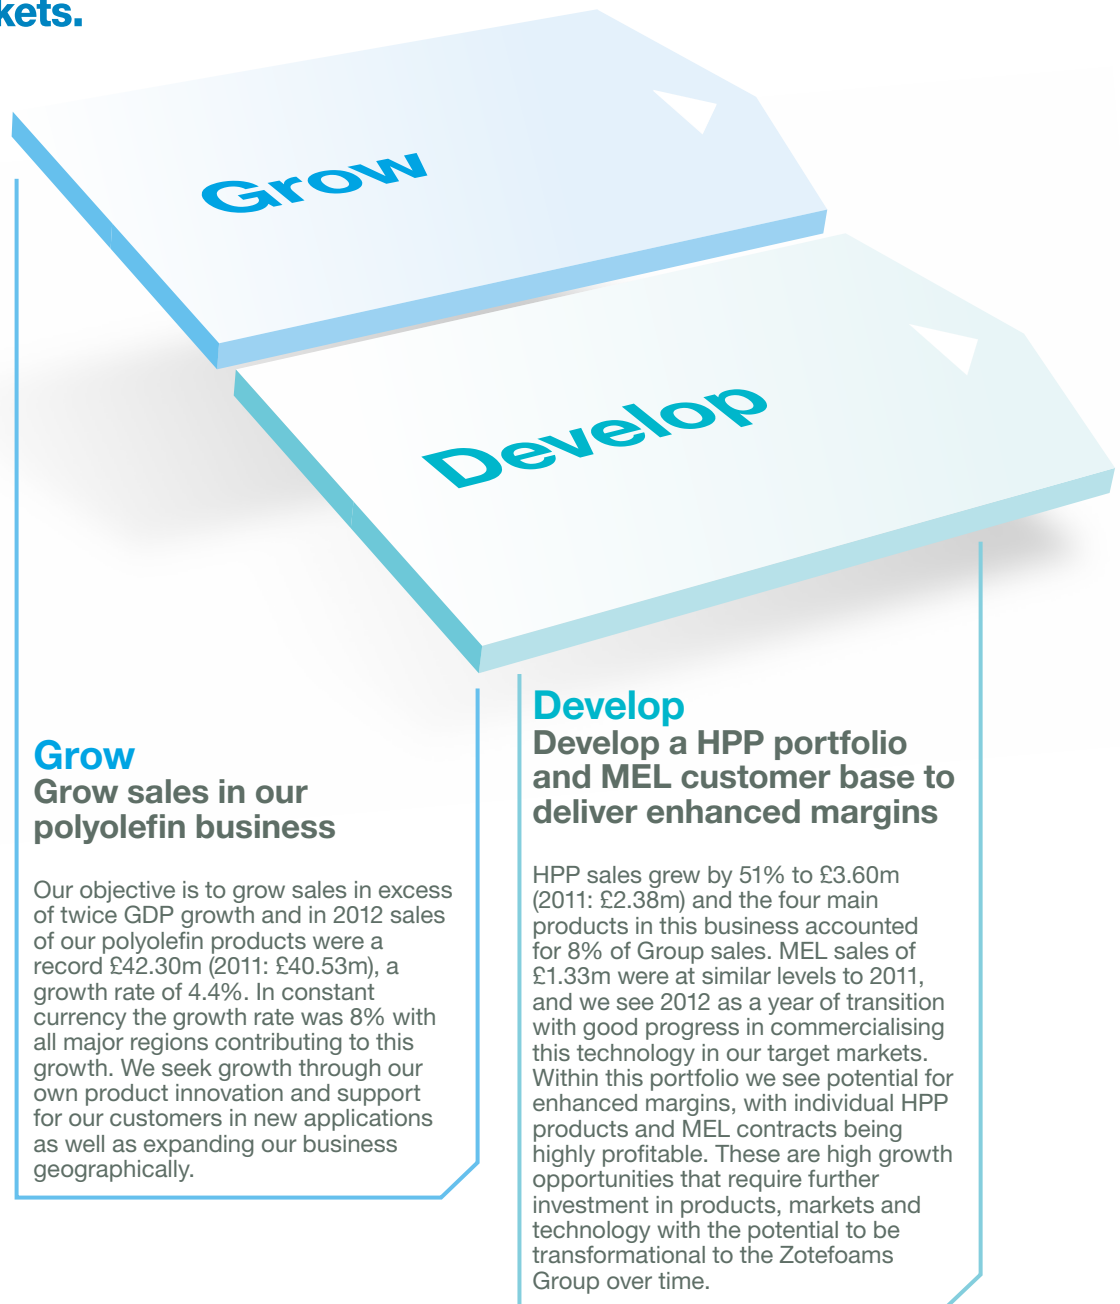 kets.
Grow
Develop
Grow
Grow sales in our
polyolefin business
Our objective is to grow sales in excess
of twice GDP growth and in 2012 sales
of our polyolefin products were a
record £42.30m (2011: £40.53m), a
growth rate of 4.4%. In constant
currency the growth rate was 8% with
all major regions contributing to this
growth. We seek growth through our
own product innovation and support
for our customers in new applications
as well as expanding our business
geographically.
Develop
Develop a HPP portfolio
and MEL customer base to
deliver enhanced margins
HPP sales grew by 51% to £3.60m
(2011: £2.38m) and the four main
products in this business accounted
for 8% of Group sales. MEL sales of
£1.33m were at similar levels to 2011,
and we see 2012 as a year of transition
with good progress in commercialising
this technology in our target markets.
Within this portfolio we see potential for
enhanced margins, with individual HPP
products and MEL contracts being
highly profitable. These are high growth
opportunities that require further
investment in products, markets and
technology with the potential to be
transformational to the Zotefoams
Group over time.